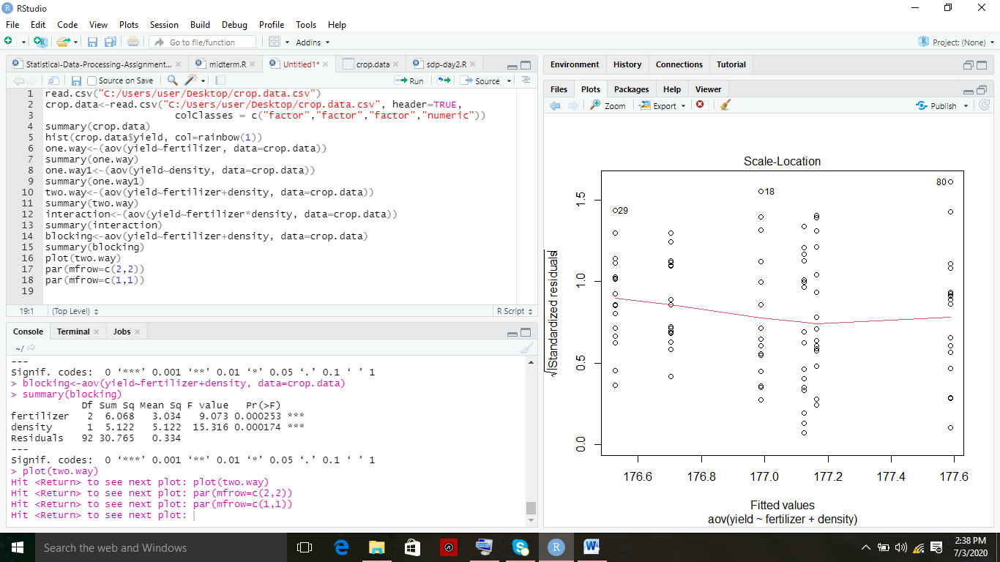 RStudio
File Edit Code View Plots Session Build Debug Profile Tools Help
Go to file/function
Addins
Project: (None)
Statistical-Data-Processing-Assignment... midterm.R Untitled1* crop.data sdp-day2.R
Source on Save Run Source
1 read.csv("C:/Users/user/Desktop/crop.data.csv")
2 crop.data<-read.csv("C:/Users/user/Desktop/crop.data.csv", header=TRUE,
3 colClasses = c("factor","factor","factor","numeric"))
4 summary(crop.data)
5 hist(crop.data$yield, col=rainbow(1))
6 one.way<-(aov(yield~fertilizer, data=crop.data))
7 summary(one.way)
8 one.way1<-(aov(yield~density, data=crop.data))
9 summary(one.way1)
10 two.way<-(aov(yield~fertilizer+density, data=crop.data))
11 summary(two.way)
12 interaction<-(aov(yield~fertilizer*density, data=crop.data))
13 summary(interaction)
14 blocking<-aov(yield~fertilizer+density, data=crop.data)
15 summary(blocking)
16 plot(two.way)
17 par(mfrow=c(2,2))
18 par(mfrow=c(1,1))
19
19:1 (Top Level) R Script
Console Terminal Jobs
~/
---
Signif. codes:  0 ‘***’ 0.001 ‘**’ 0.01 ‘*’ 0.05 ‘.’ 0.1 ‘ ’ 1
> blocking<-aov(yield~fertilizer+density, data=crop.data)
> summary(blocking)
Df Sum Sq Mean Sq F value Pr(>F)
fertilizer 2 6.068 3.034 9.073 0.000253 ***
density 1 5.122 5.122 15.316 0.000174 ***
Residuals 92 30.765 0.334
---
Signif. codes:  0 ‘***’ 0.001 ‘**’ 0.01 ‘*’ 0.05 ‘.’ 0.1 ‘ ’ 1
> plot(two.way)
Hit <Return> to see next plot: plot(two.way)
Hit <Return> to see next plot: par(mfrow=c(2,2))
Hit <Return> to see next plot: par(mfrow=c(1,1))
Hit <Return> to see next plot:
Environment History Connections Tutorial
Files Plots Packages Help Viewer
Zoom Export Publish
Scale-Location
80
18
29
√|Standardized residuals|
1.5
1.0
0.5
0.0
176.6 176.8 177.0 177.2 177.4 177.6
Fitted values
aov(yield ~ fertilizer + density)
Search the web and Windows
2:38 PM
7/3/2020